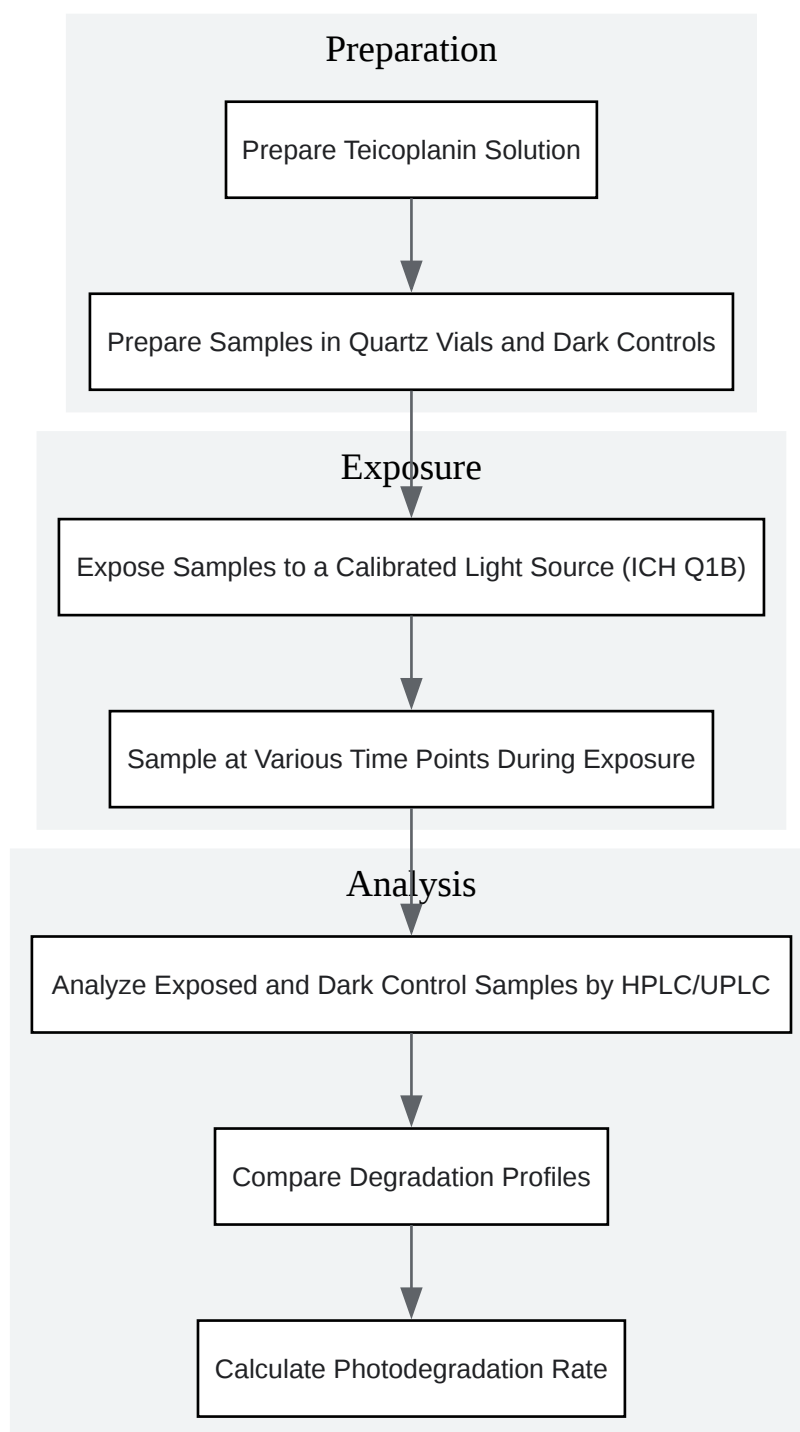 Preparation
Prepare Teicoplanin Solution
Prepare Samples in Quartz Vials and Dark Controls
Exposure
Expose Samples to a Calibrated Light Source (ICH Q1B)
Sample at Various Time Points During Exposure
Analysis
Analyze Exposed and Dark Control Samples by HPLC/UPLC
Compare Degradation Profiles
Calculate Photodegradation Rate